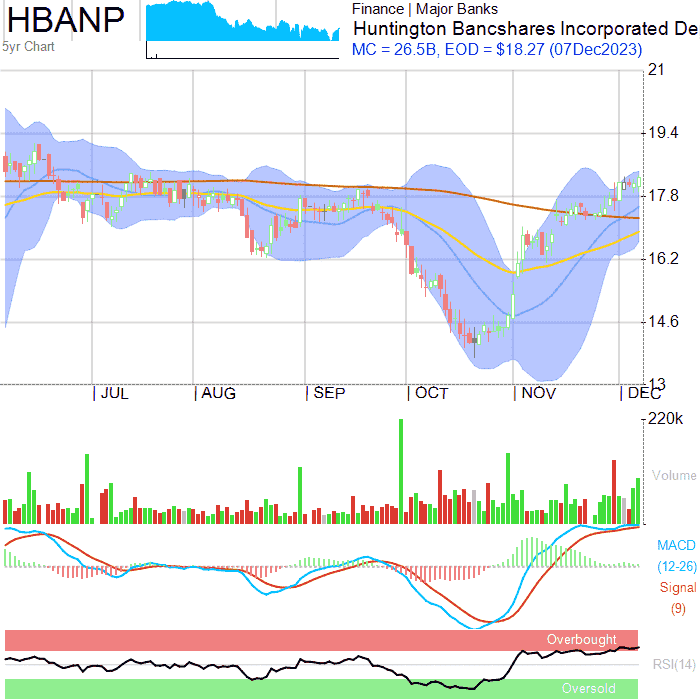 HBANP
5yr Chart
Finance | Major Banks
Huntington Bancshares Incorporated De
MC = 26.5B, EOD = $18.27 (07Dec2023)
21
19.4
17.8
16.2
14.6
13
JUL AUG SEP OCT NOV DEC
220k
Volume
MACD
(12-26)
Signal
(9)
Overbought
RSI(14)
Oversold